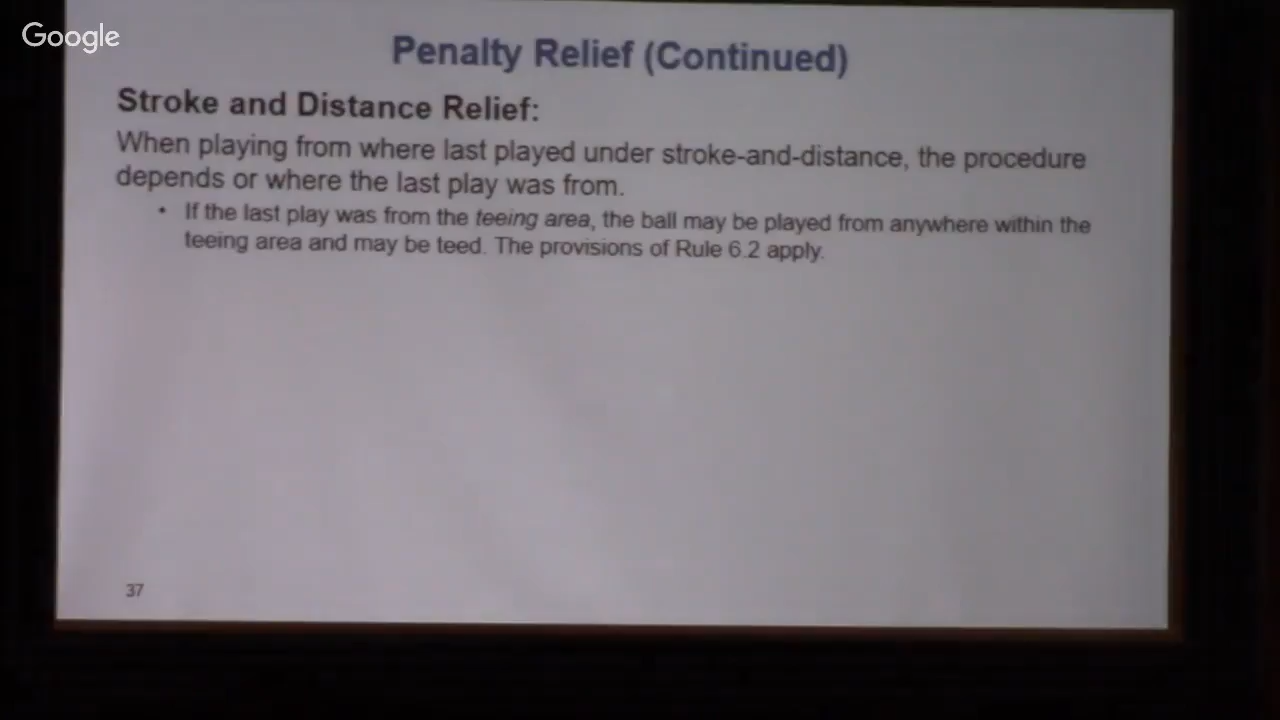 Google
Penalty Relief (Continued)
Stroke and Distance Relief:
When playing from where last played under stroke-and-distance, the procedure
depends or where the last play was from.
• If the last play was from the teeing area, the ball may be played from anywhere within the
teeing area and may be teed. The provisions of Rule 6.2 apply.
37